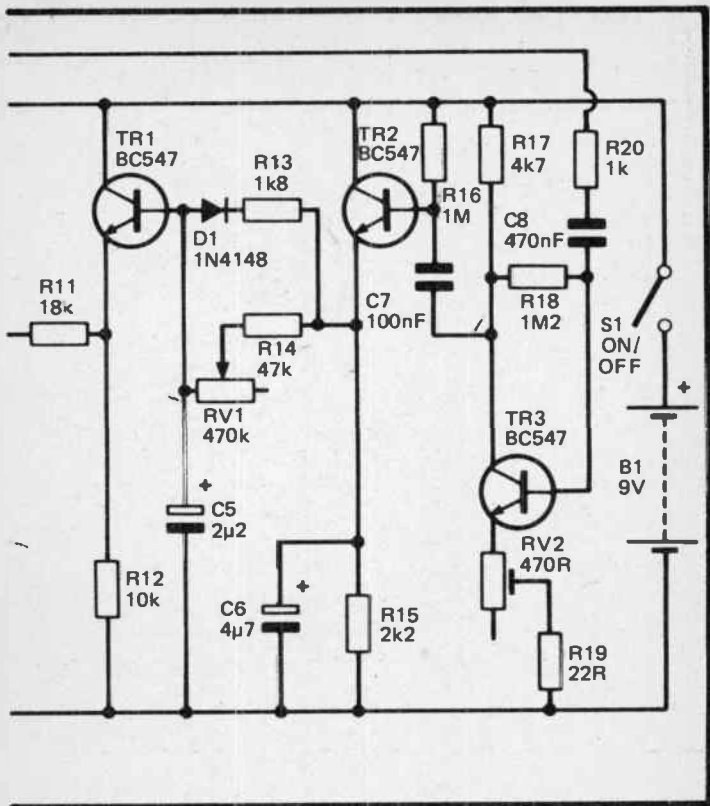 TR1
BC547
R13
1k8
D1
1N4148
R11
18k
R14
47k
RV1
470k
C5
2µ2
+
R12
10k
C6
4µ7
+
TR2
BC547
R16
1M
C7
100nF
R15
2k2
R17
4k7
R20
1k
C8
470nF
R18
1M2
TR3
BC547
RV2
470R
R19
22R
S1
ON/
OFF
+
B1
9V